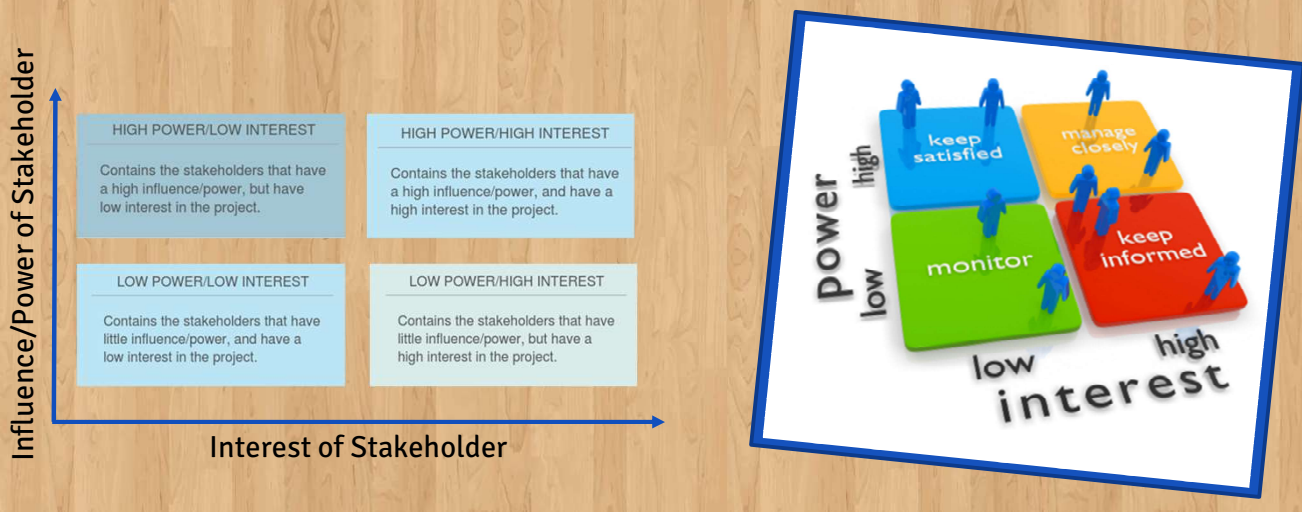 Influence/Power of Stakeholder
HIGH POWER/LOW INTEREST
Contains the stakeholders that have
a high influence/power, but have
low interest in the project.
HIGH POWER/HIGH INTEREST
Contains the stakeholders that have
a high influence/power, and have a
high interest in the project.
LOW POWER/LOW INTEREST
Contains the stakeholders that have
little influence/power, and have a
low interest in the project.
LOW POWER/HIGH INTEREST
Contains the stakeholders that have
little influence/power, but have a
high interest in the project.
Interest of Stakeholder
power
high
low
keep
satisfied
manage
closely
monitor
keep
informed
low
high
interest